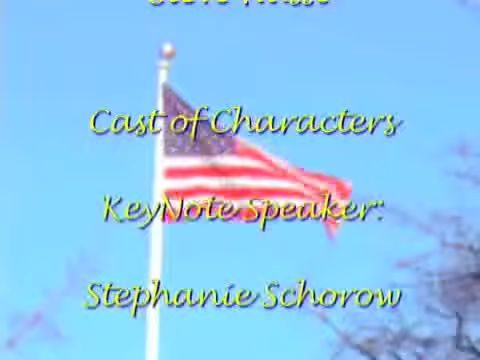 Cast of Characters
KeyNote speaker:
Stephanie Schorow